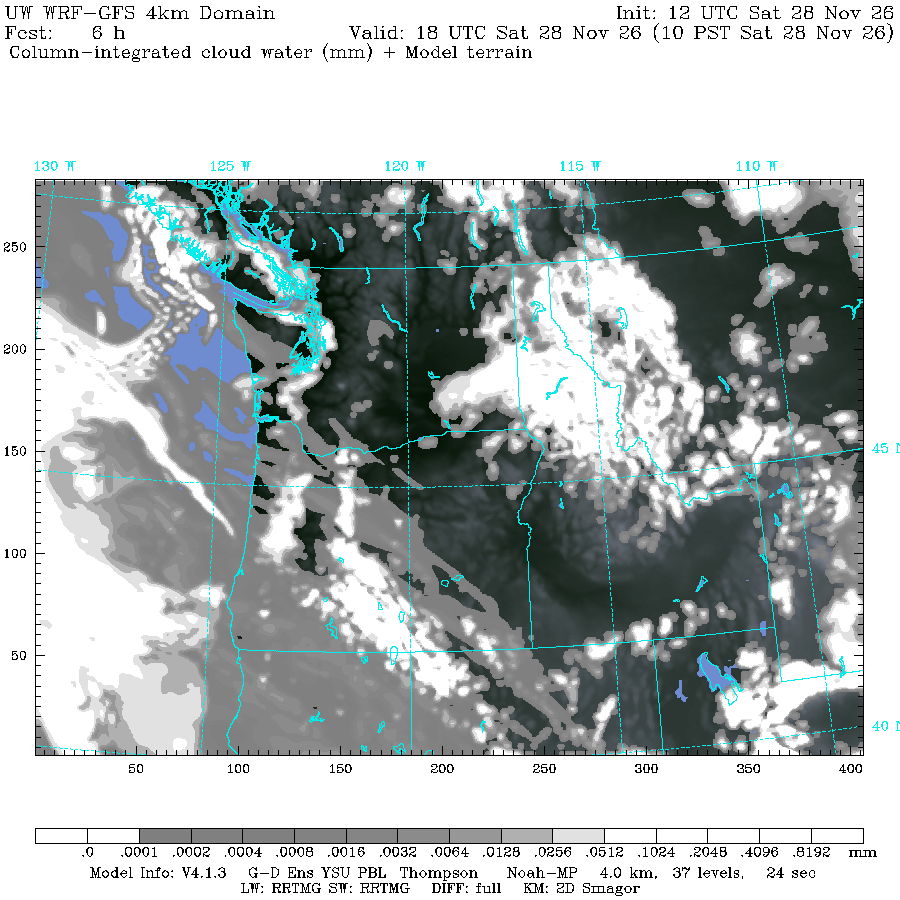 UW WRF-GFS 4km Domain Init: 12 UTC Sat 28 Nov 26
Fcst: 6 h Valid: 18 UTC Sat 28 Nov 26 (10 PST Sat 28 Nov 26)
Column-integrated cloud water (mm) + Model terrain
130 W 125 W 120 W 115 W 110 W
250
200
150 45 N
100
50
40 N
50 100 150 200 250 300 350 400
.0 .0001 .0002 .0004 .0008 .0016 .0032 .0064 .0128 .0256 .0512 .1024 .2048 .4096 .8192 mm
Model Info: V4.1.3 G-D Ens YSU PBL Thompson Noah-MP 4.0 km, 37 levels, 24 sec
LW: RRTMG SW: RRTMG DIFF: full KM: 2D Smagor